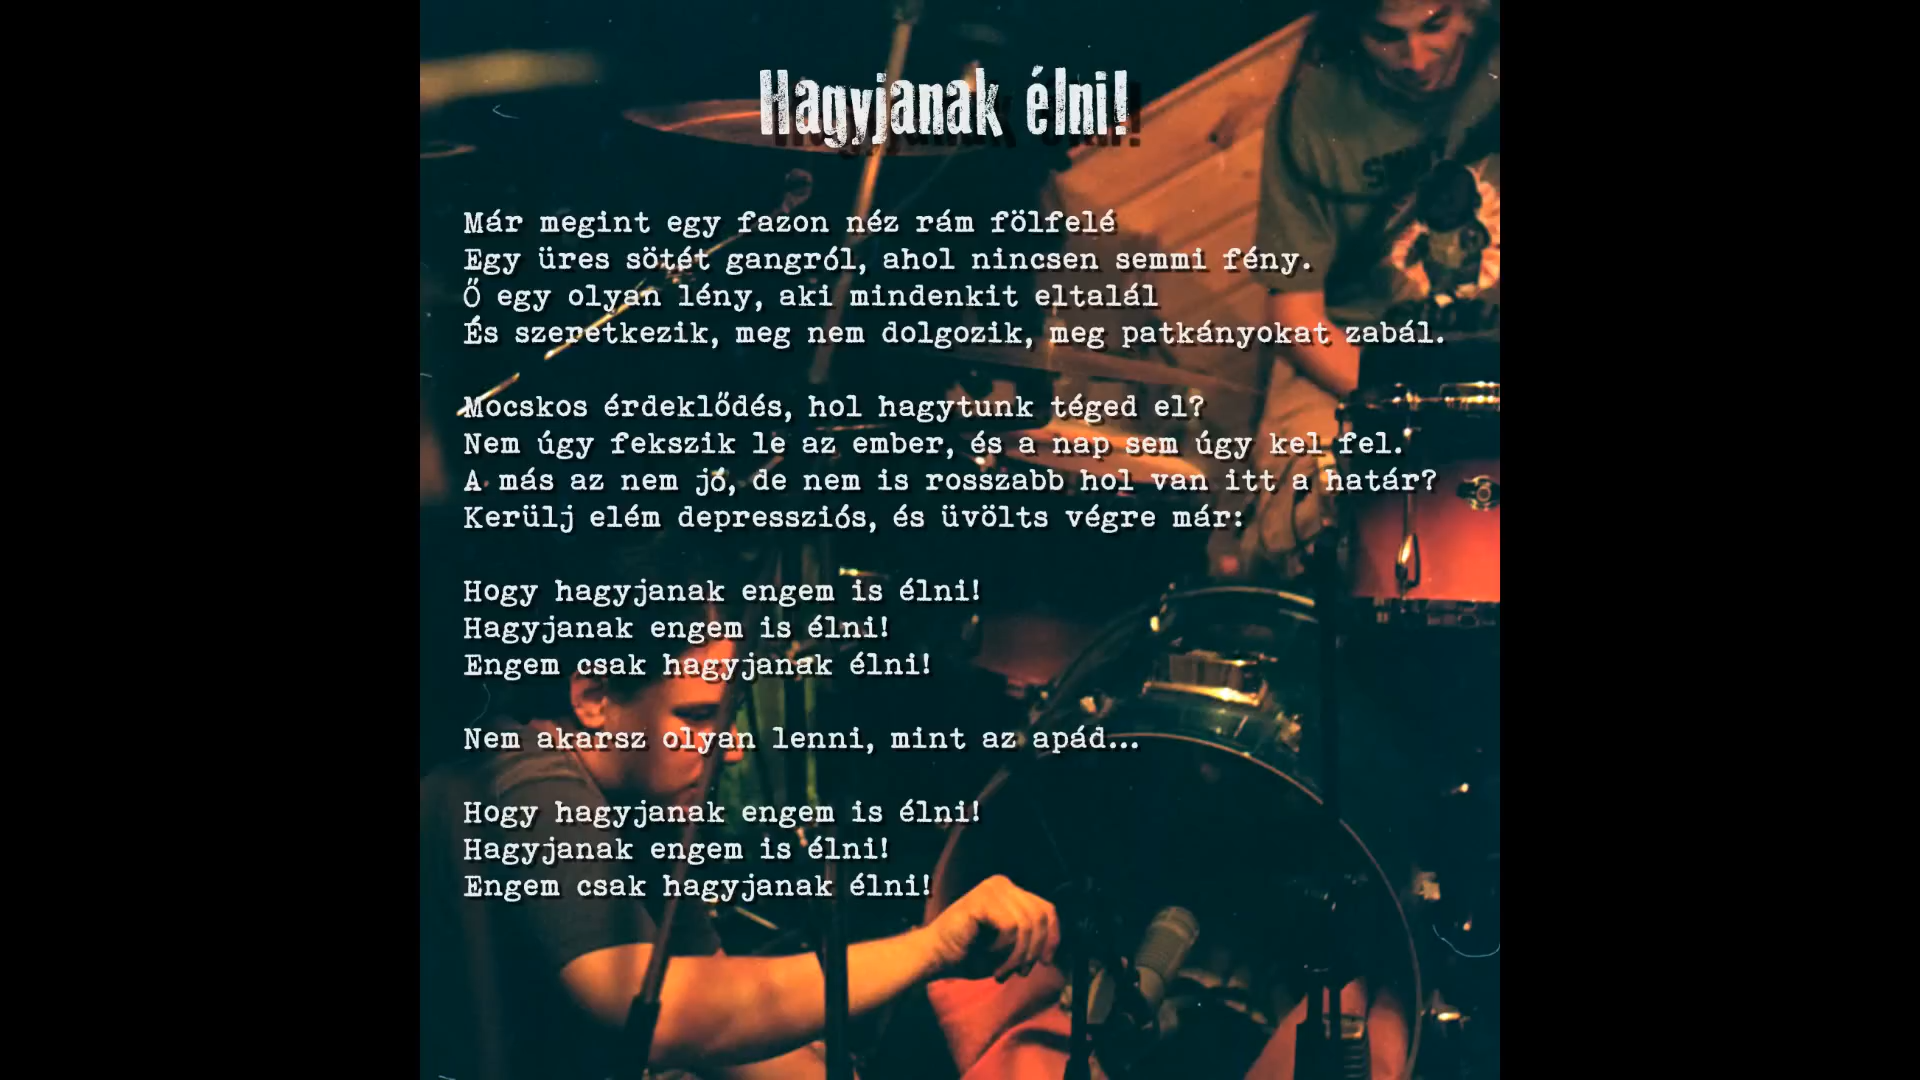 Hagyjanak élni!
Már megint egy fazon néz rám fölfelé
Egy üres sötét gangról, ahol nincsen semmi fény.
Ő egy olyan lény, aki mindenkit eltalál
És szeretkezik, meg nem dolgozik, meg patkányokat zabál.
Mocskos érdeklődés, hol hagytunk téged el?
Nem úgy fekszik le az ember, és a nap sem úgy kel fel.
A más az nem jó, de nem is rosszabb hol van itt a határ?
Kerülj elém depressziós, és üvölts végre már:
Hogy hagyjanak engem is élni!
Hagyjanak engem is élni!
Engem csak hagyjanak élni!
Nem akarsz olyan lenni, mint az apád...
Hogy hagyjanak engem is élni!
Hagyjanak engem is élni!
Engem csak hagyjanak élni!